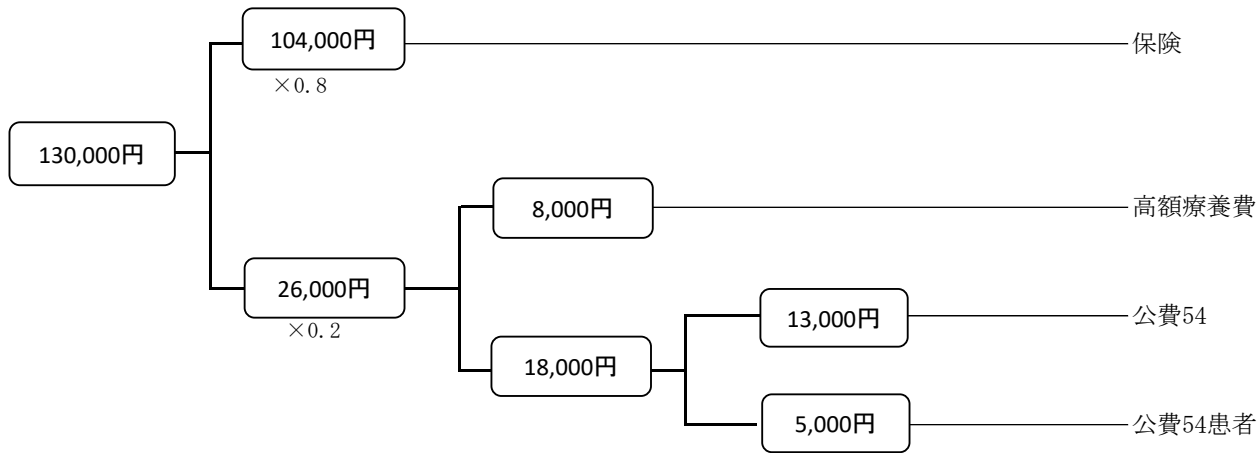 104,000円
保険
×0.8
130,000円
8,000円
高額療養費
26,000円
×0.2
13,000円
公費54
18,000円
5,000円
公費54患者